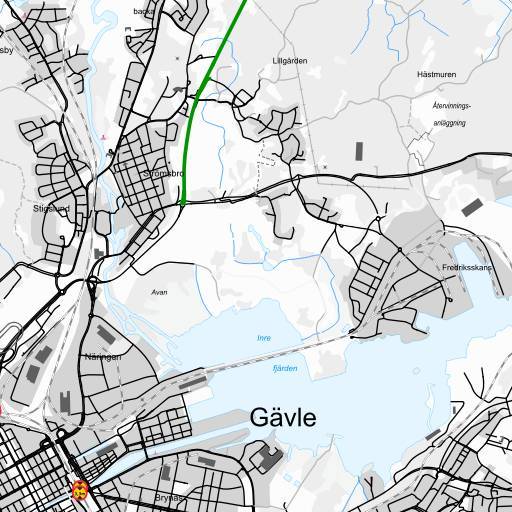 backa
sby
Lillgården
Hästmuren
Återvinnings-
anläggning
Strömsbro
Stigslund
Fredriksskans
Avan
Inre
fjärden
Näringen
Gävle
Brynäs